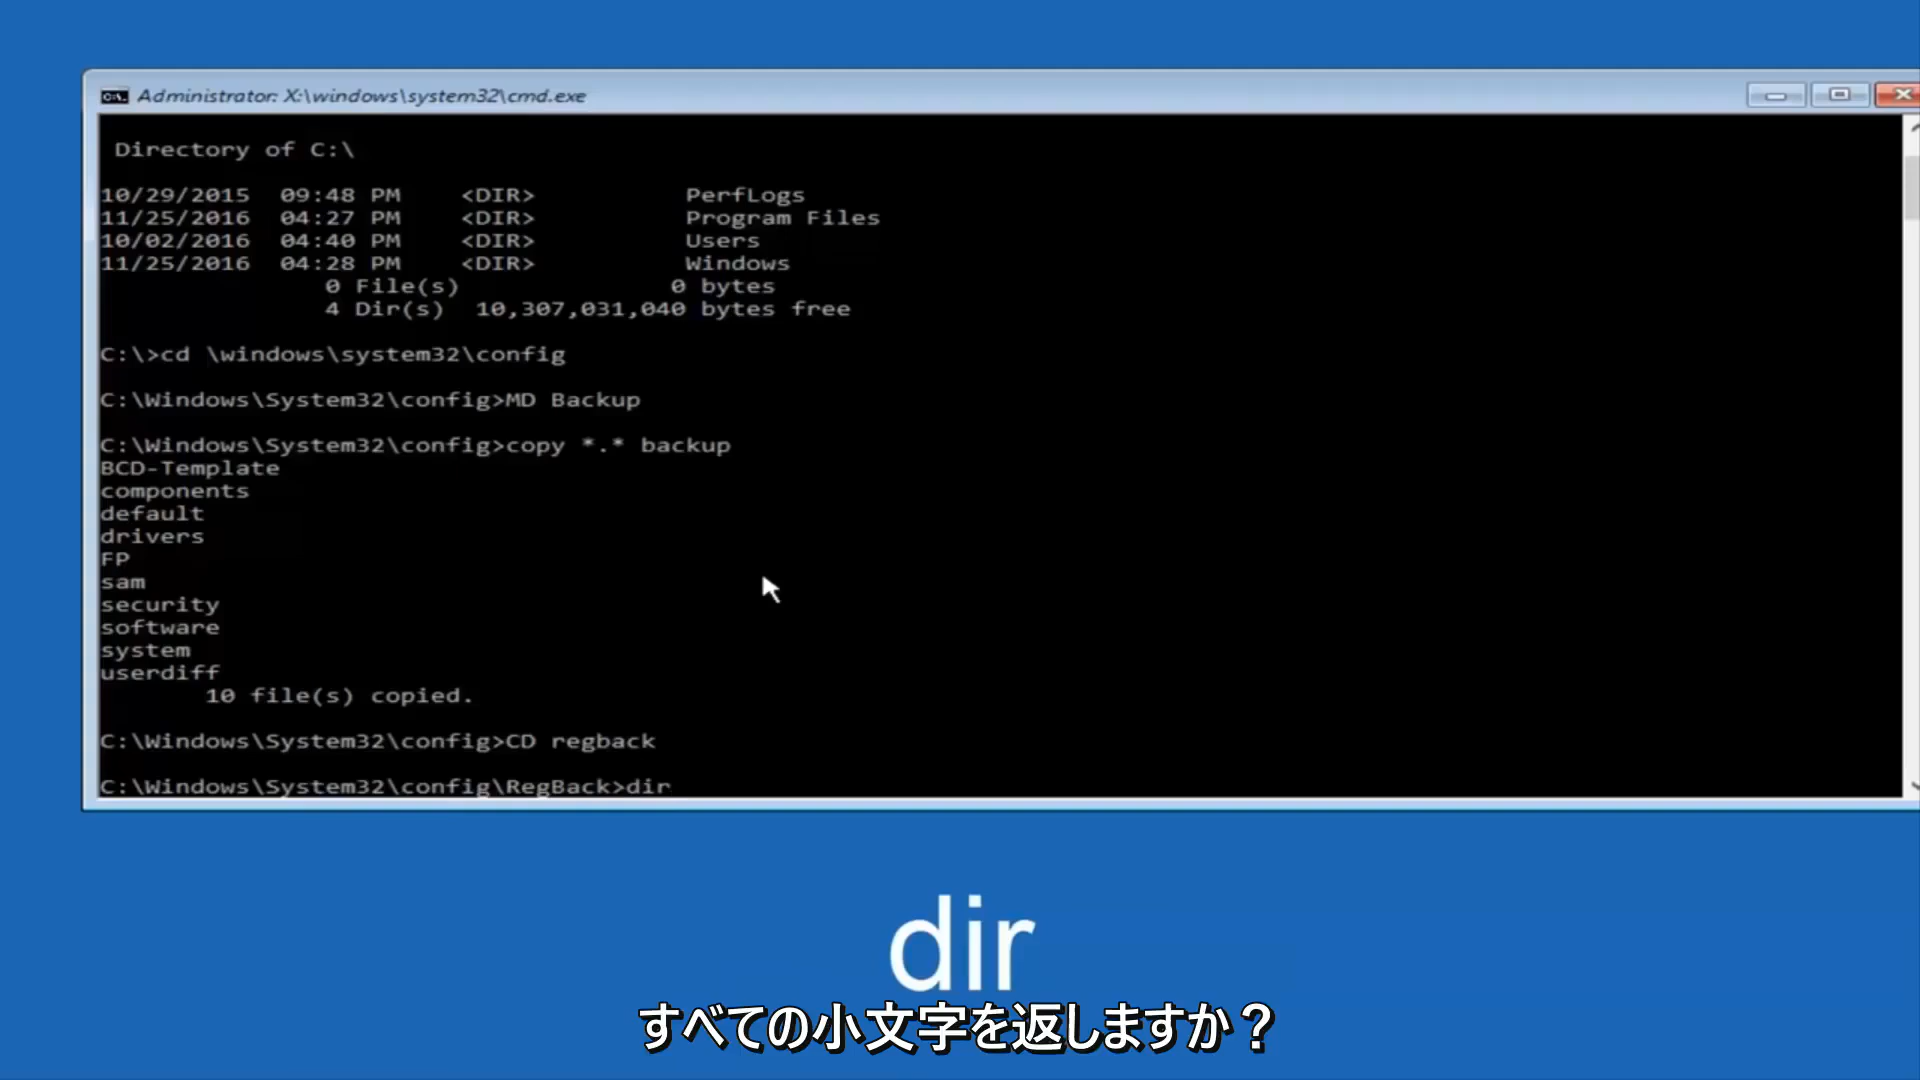 Administrator: X:\windows\system32\cmd.exe
Directory of C:\
10/29/2015 09:48 PM <DIR> PerfLogs
11/25/2016 04:27 PM <DIR> Program Files
10/02/2016 04:40 PM <DIR> Users
11/25/2016 04:28 PM <DIR> Windows
0 File(s) 0 bytes
4 Dir(s) 10,307,031,040 bytes free
C:\>cd \windows\system32\config
C:\Windows\System32\config>MD Backup
C:\Windows\System32\config>copy *.* backup
BCD-Template
components
default
drivers
FP
sam
security
software
system
userdiff
10 file(s) copied.
C:\Windows\System32\config>CD regback
C:\Windows\System32\config\RegBack>dir
dir
すべての小文字を返しますか？